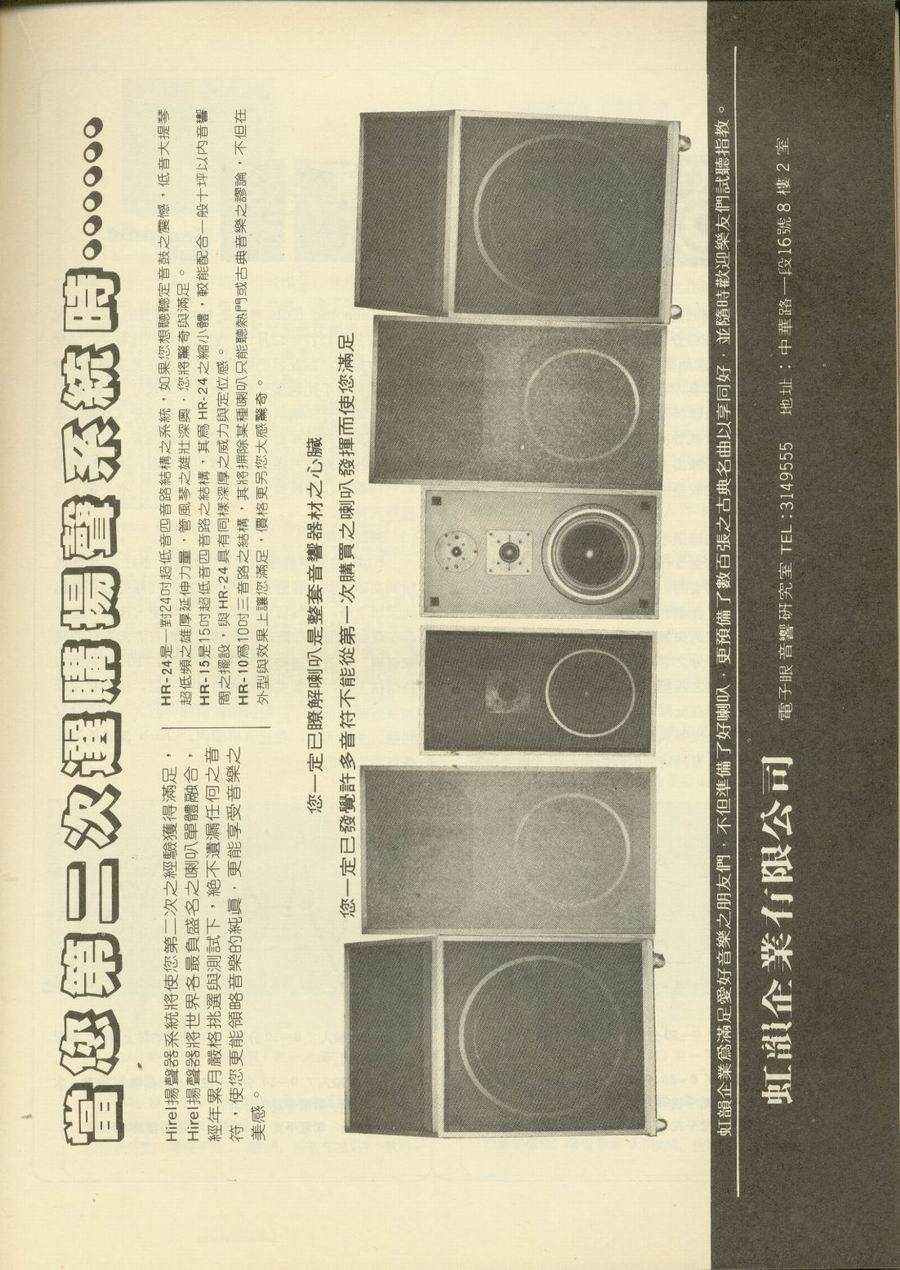 當您第二次選購揚聲系統時……
Hirel揚聲器系統將使您第二次之經驗獲得滿足，
Hirel揚聲器將世界各最負盛名之喇叭單體融合，
經年累月嚴格挑選與測試下，絕不遺漏任何之音
符，使您更能領略音樂的純眞，更能享受音樂之
美感。
HR-24是一對24吋超低音四音路結構之系統，如果您想聽聽定音鼓之震憾，低音大提琴
超低頻之雄厚延伸力量，管風琴之雄壯深奧，您將驚奇與滿足。
HR-15是15吋超低音四音路之結構，其爲HR-24之縮小體，較能配合一般十坪以內音響
間之擺設，與HR-24具有同樣深厚之威力與定位感。
HR-10爲10吋三音路之結構，其將摒除某種喇叭只能聽熱門或古典音樂之謬論，不但在
外型與效果上讓您滿足，價格更另您大感驚奇。
您一定已瞭解喇叭是整套音響器材之心臟
您一定已發覺許多音符不能從第一次購買之喇叭發揮而使您滿足
虹韻企業爲滿足愛好音樂之朋友們，不但準備了好喇叭，更預備了數百張之古典名曲以享同好，並隨時歡迎樂友們試聽指教。
虹韻企業有限公司 電子眼音響研究室 TEL:3149555 地址：中華路一段16號8樓2室